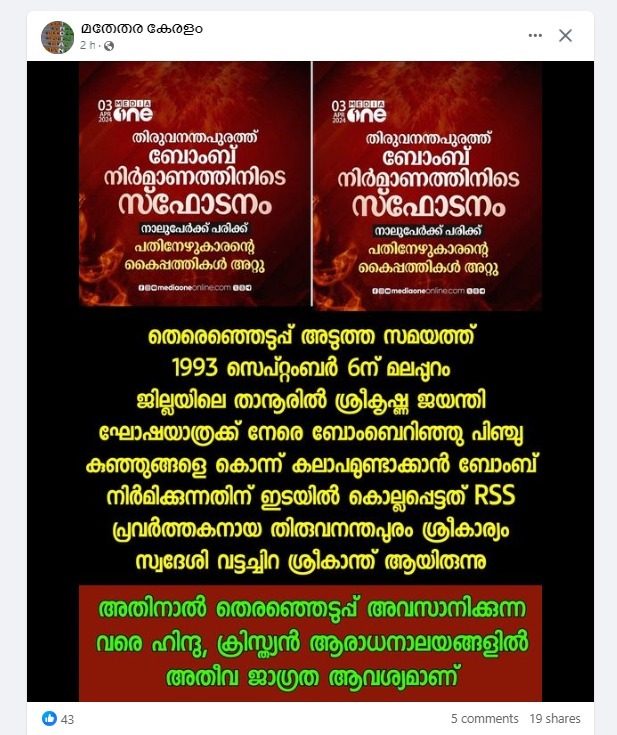 മതേതര കേരളം
2 h
03
APR
2024
MEDIA
one
തിരുവനന്തപുരത്ത്
ബോംബ്
നിർമാണത്തിനിടെ
സ്ഫോടനം
നാലുപേർക്ക് പരിക്ക്
പതിനേഴുകാരന്റെ
കൈപ്പത്തികൾ അറ്റു
mediaoneonline.com
03
APR
2024
MEDIA
one
തിരുവനന്തപുരത്ത്
ബോംബ്
നിർമാണത്തിനിടെ
സ്ഫോടനം
നാലുപേർക്ക് പരിക്ക്
പതിനേഴുകാരന്റെ
കൈപ്പത്തികൾ അറ്റു
mediaoneonline.com
തെരെഞ്ഞെടുപ്പ് അടുത്ത സമയത്ത്
1993 സെപ്റ്റംബർ 6ന് മലപ്പുറം
ജില്ലയിലെ താനൂരിൽ ശ്രീകൃഷ്ണ ജയന്തി
ഘോഷയാത്രക്ക് നേരെ ബോംബെറിഞ്ഞു പിഞ്ചു
കുഞ്ഞുങ്ങളെ കൊന്ന് കലാപമുണ്ടാക്കാൻ ബോംബ്
നിർമിക്കുന്നതിന് ഇടയിൽ കൊല്ലപ്പെട്ടത് RSS
പ്രവർത്തകനായ തിരുവനന്തപുരം ശ്രീകാര്യം
സ്വദേശി വട്ടച്ചിറ ശ്രീകാന്ത് ആയിരുന്നു
അതിനാൽ തെരഞ്ഞെടുപ്പ് അവസാനിക്കുന്ന
വരെ ഹിന്ദു, ക്രിസ്ത്യൻ ആരാധനാലയങ്ങളിൽ
അതീവ ജാഗ്രത ആവശ്യമാണ്
43
5 comments 19 shares